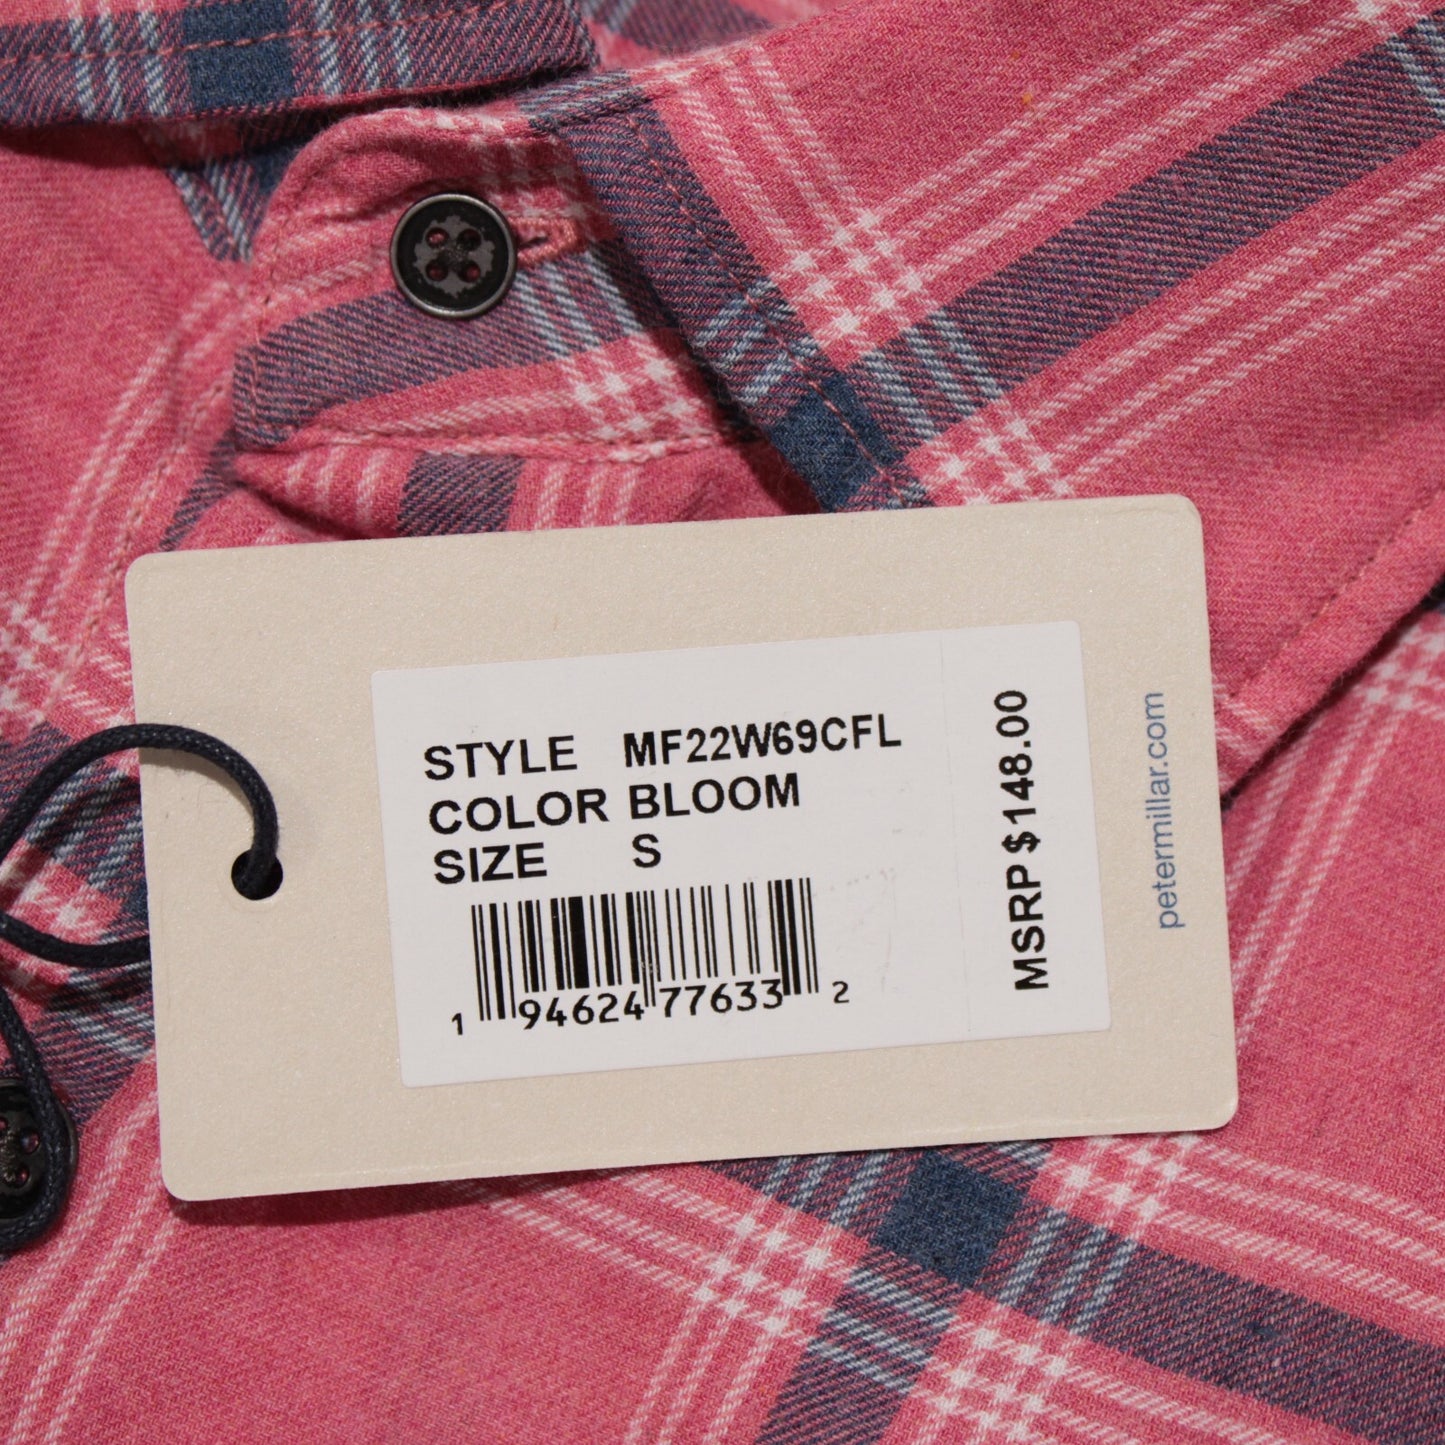 STYLE MF22W69CFL
COLOR BLOOM
SIZE S
1 94624 77633 2
MSRP $148.00
petermillar.com